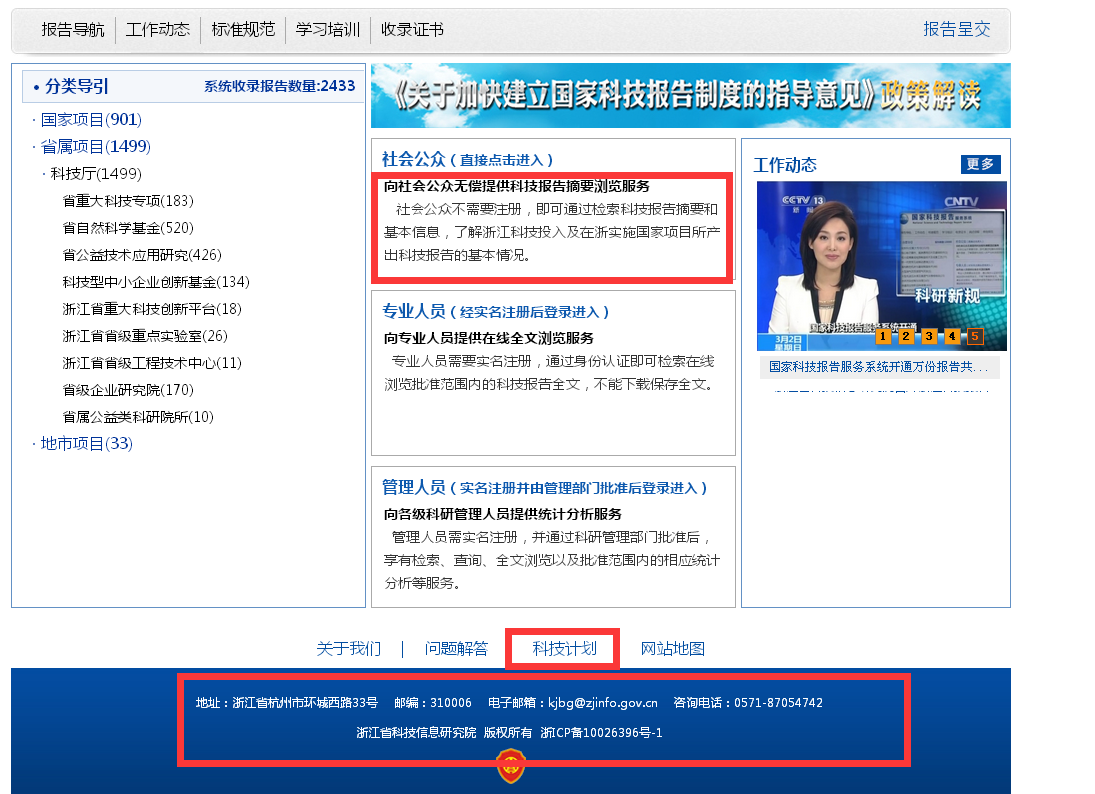 报告导航 工作动态 标准规范 学习培训 收录证书 报告呈交
• 分类导引 系统收录报告数量:2433
· 国家项目(901)
· 省属项目(1499)
· 科技厅(1499)
省重大科技专项(183)
省自然科学基金(520)
省公益技术应用研究(426)
科技型中小企业创新基金(134)
浙江省重大科技创新平台(18)
浙江省省级重点实验室(26)
浙江省省级工程技术中心(11)
省级企业研究院(170)
省属公益类科研院所(10)
· 地市项目(33)
《关于加快建立国家科技报告制度的指导意见》政策解读
社会公众(直接点击进入)
向社会公众无偿提供科技报告摘要浏览服务
社会公众不需要注册，即可通过检索科技报告摘要和
基本信息，了解浙江科技投入及在浙实施国家项目所产
出科技报告的基本情况。
专业人员(经实名注册后登录进入)
向专业人员提供在线全文浏览服务
专业人员需要实名注册，通过身份认证即可检索在线
浏览批准范围内的科技报告全文，不能下载保存全文。
管理人员(实名注册并由管理部门批准后登录进入)
向各级科研管理人员提供统计分析服务
管理人员需实名注册，并通过科研管理部门批准后，
享有检索、查询、全文浏览以及批准范围内的相应统计
分析等服务。
工作动态 更多
CCTV 13 CNTV
新闻
国家科技报告
科研新规
国家科技报告服务系统开通
3月2日
星期日
1 2 3 4 5
国家科技报告服务系统开通万份报告共...
关于我们 | 问题解答 科技计划 网站地图
地址：浙江省杭州市环城西路33号 邮编：310006 电子邮箱：kjbg@zjinfo.gov.cn 咨询电话：0571-87054742
浙江省科技信息研究院 版权所有 浙ICP备10026396号-1